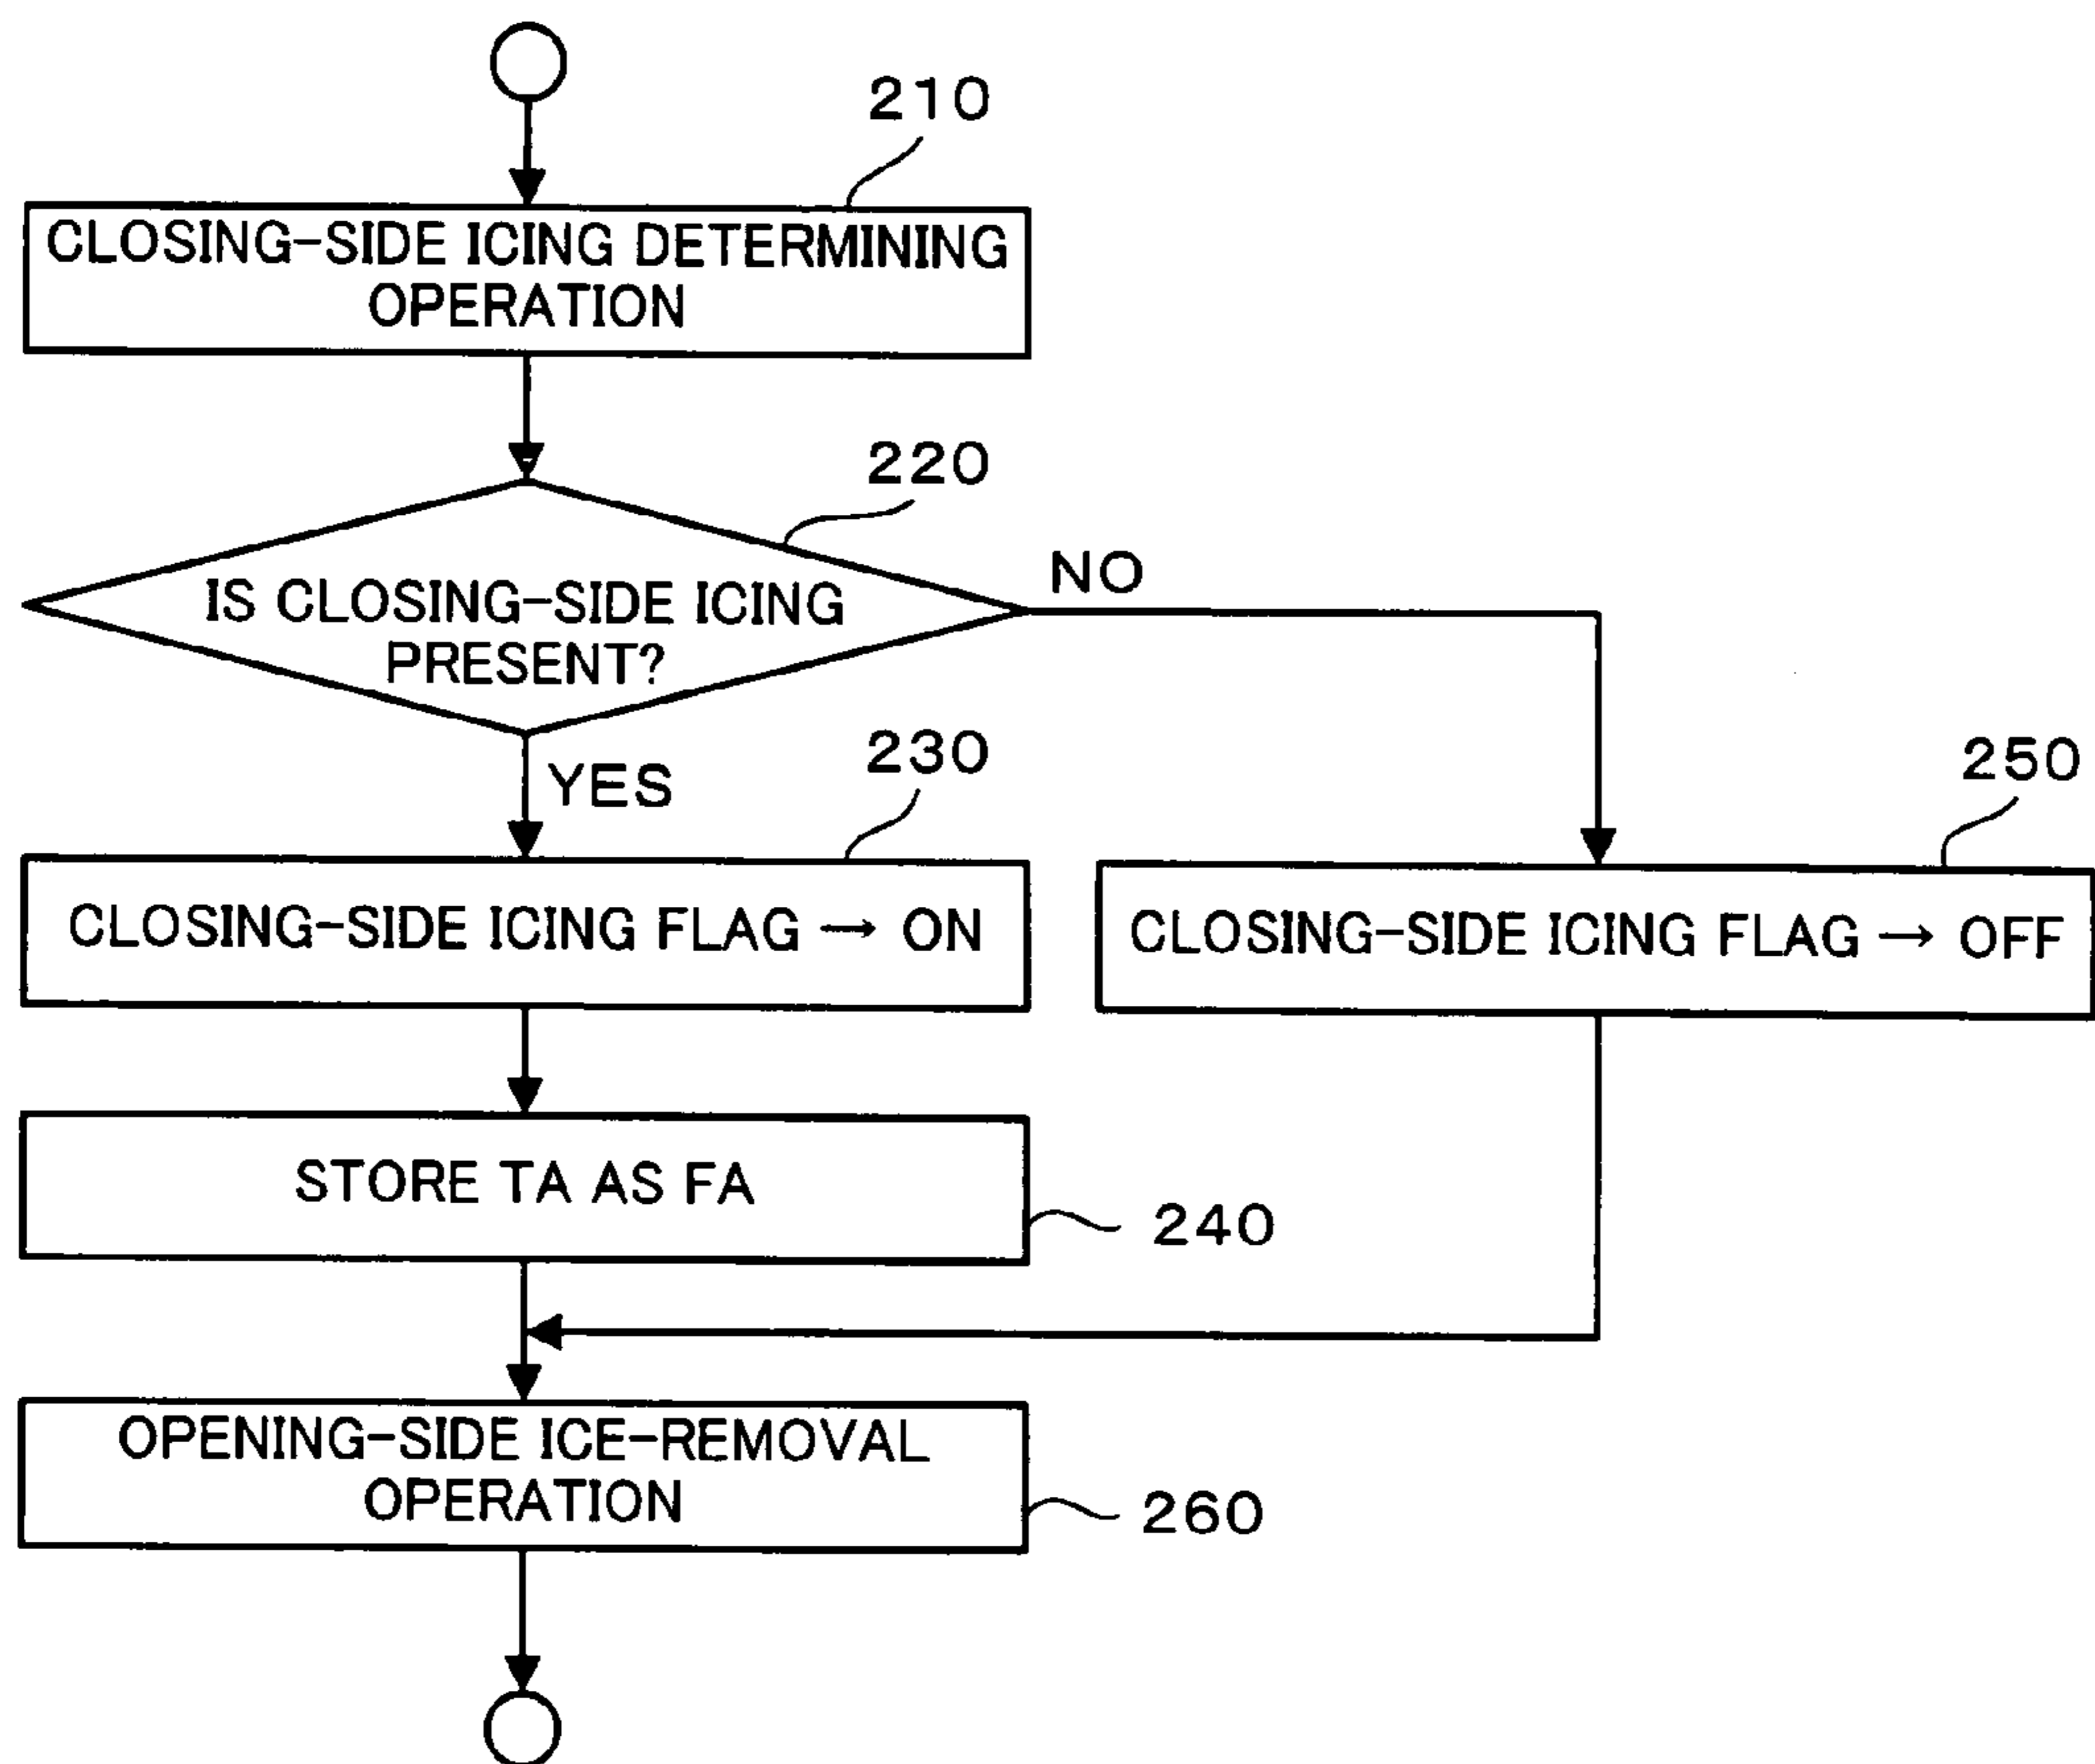 210
CLOSING-SIDE ICING DETERMINING
OPERATION
220
IS CLOSING-SIDE ICING
PRESENT?
NO
YES
230
CLOSING-SIDE ICING FLAG → ON
250
CLOSING-SIDE ICING FLAG → OFF
STORE TA AS FA
240
OPENING-SIDE ICE-REMOVAL
OPERATION
260